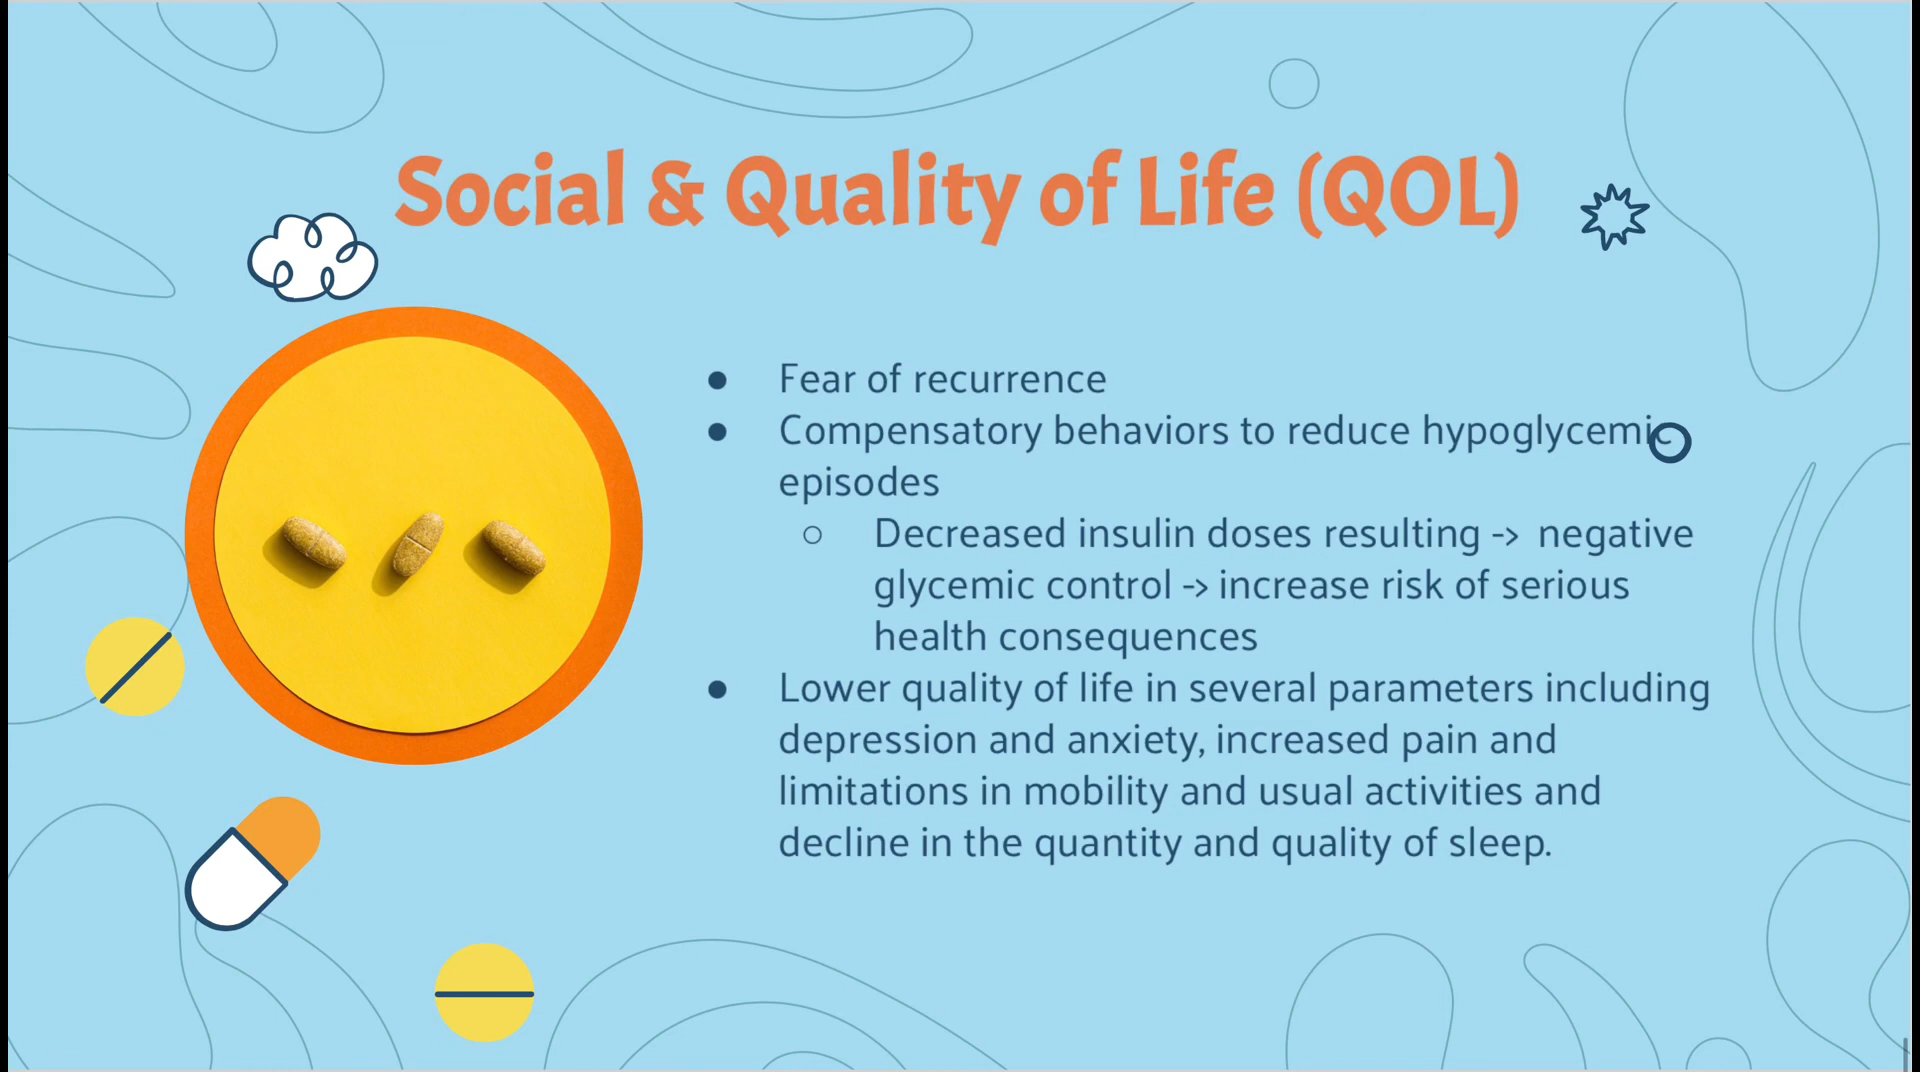 Social & Quality of Life (QOL)
● Fear of recurrence
● Compensatory behaviors to reduce hypoglycemic
episodes
○ Decreased insulin doses resulting -> negative
glycemic control -> increase risk of serious
health consequences
● Lower quality of life in several parameters including
depression and anxiety, increased pain and
limitations in mobility and usual activities and
decline in the quantity and quality of sleep.